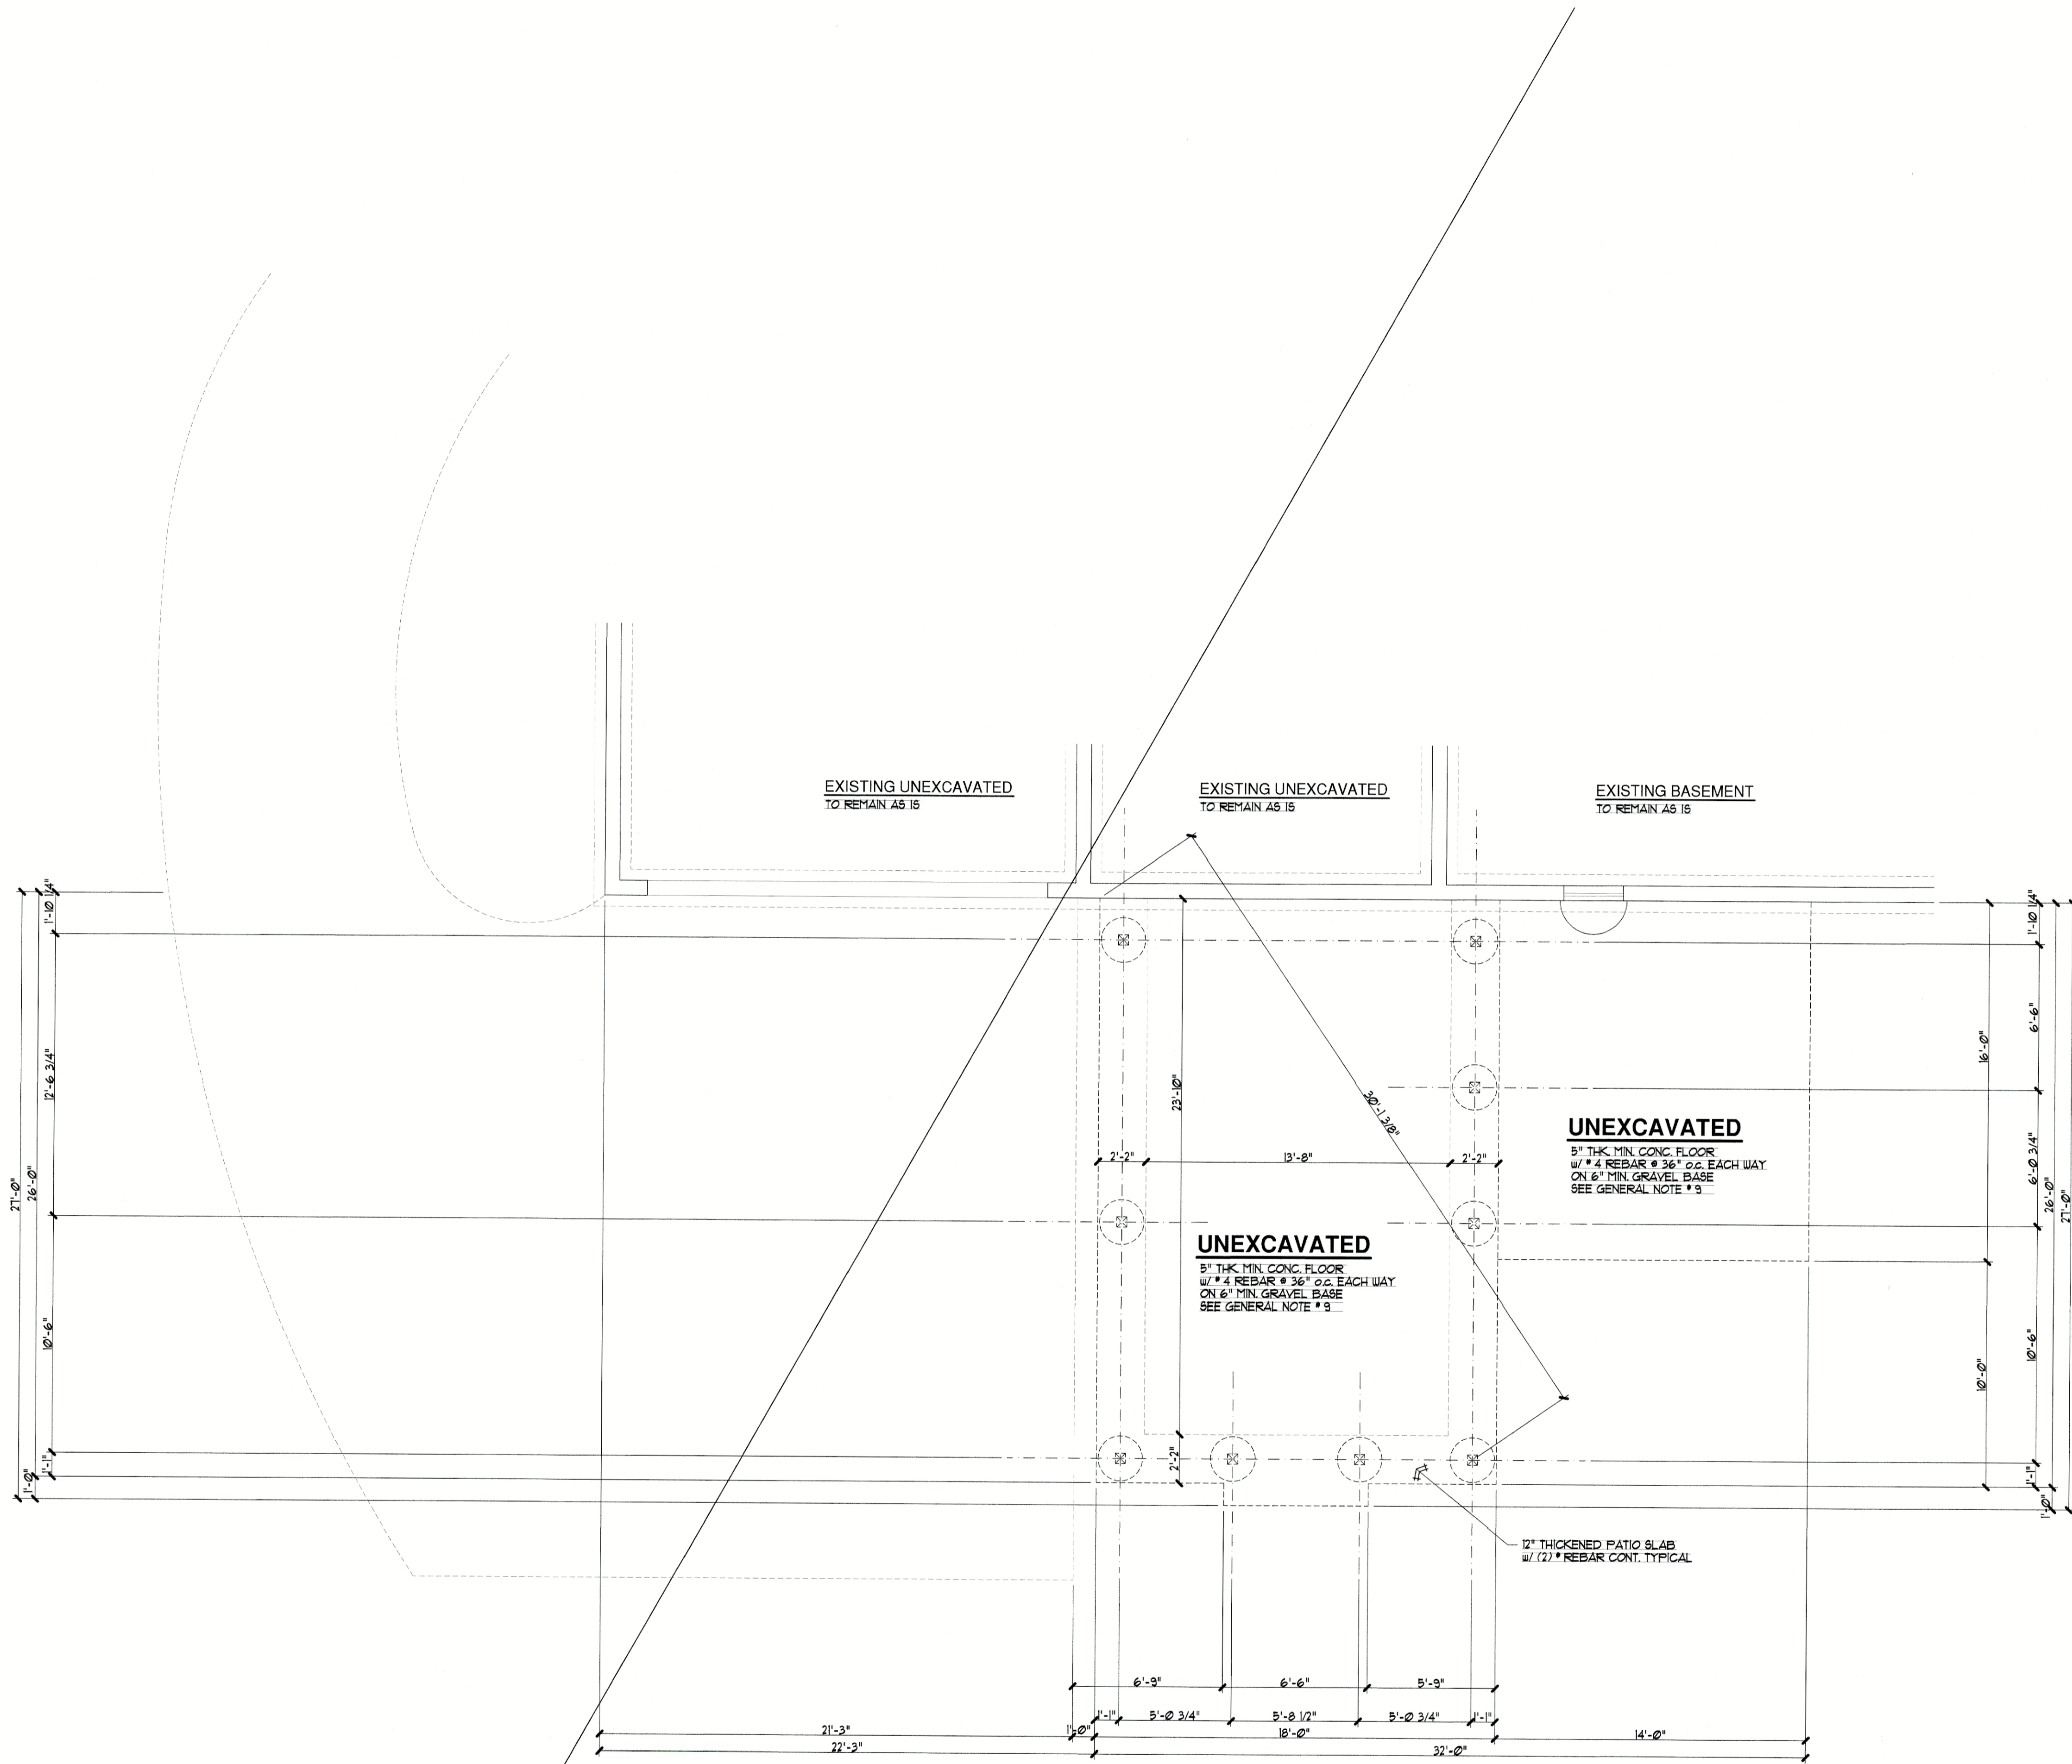 EXISTING UNEXCAVATED
TO REMAIN AS IS
EXISTING UNEXCAVATED
TO REMAIN AS IS
EXISTING BASEMENT
TO REMAIN AS IS
1'-10 1/4"
12'-6 3/4"
10'-6"
1'-1"
26'-0"
1'-0"
27'-0"
23'-10"
2'-2"
13'-8"
2'-2"
30'-1 3/8"
2'-2"
UNEXCAVATED
5" THK. MIN. CONC. FLOOR
w/ # 4 REBAR @ 36" o.c. EACH WAY
ON 6" MIN. GRAVEL BASE
SEE GENERAL NOTE # 9
UNEXCAVATED
5" THK. MIN. CONC. FLOOR
w/ # 4 REBAR @ 36" o.c. EACH WAY
ON 6" MIN. GRAVEL BASE
SEE GENERAL NOTE # 9
16'-0"
10'-0"
1'-10 1/4"
6'-6"
6'-0 3/4"
10'-6"
1'-1"
26'-0"
1'-0"
27'-0"
12" THICKENED PATIO SLAB
w/ (2) # REBAR CONT. TYPICAL
6'-9"
6'-6"
5'-9"
1'-1"
5'-0 3/4"
5'-8 1/2"
5'-0 3/4"
1'-1"
21'-3"
1'-0"
18'-0"
14'-0"
22'-3"
32'-0"